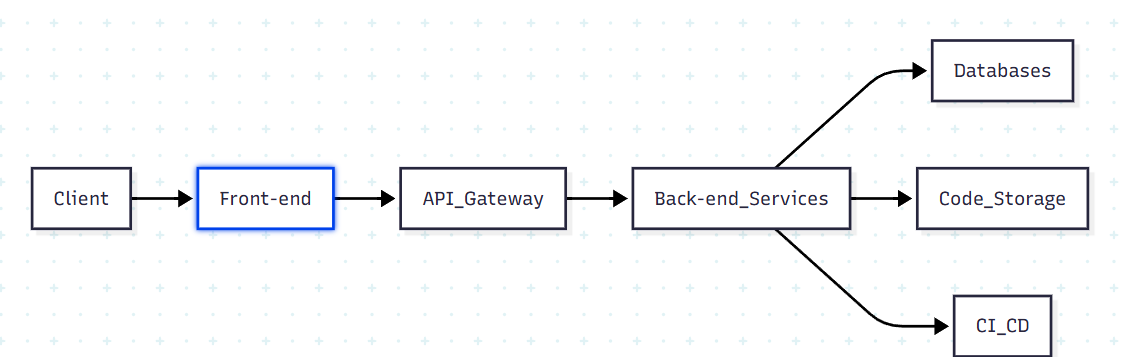 Client
Front-end
API_Gateway
Back-end_Services
Databases
Code_Storage
CI_CD